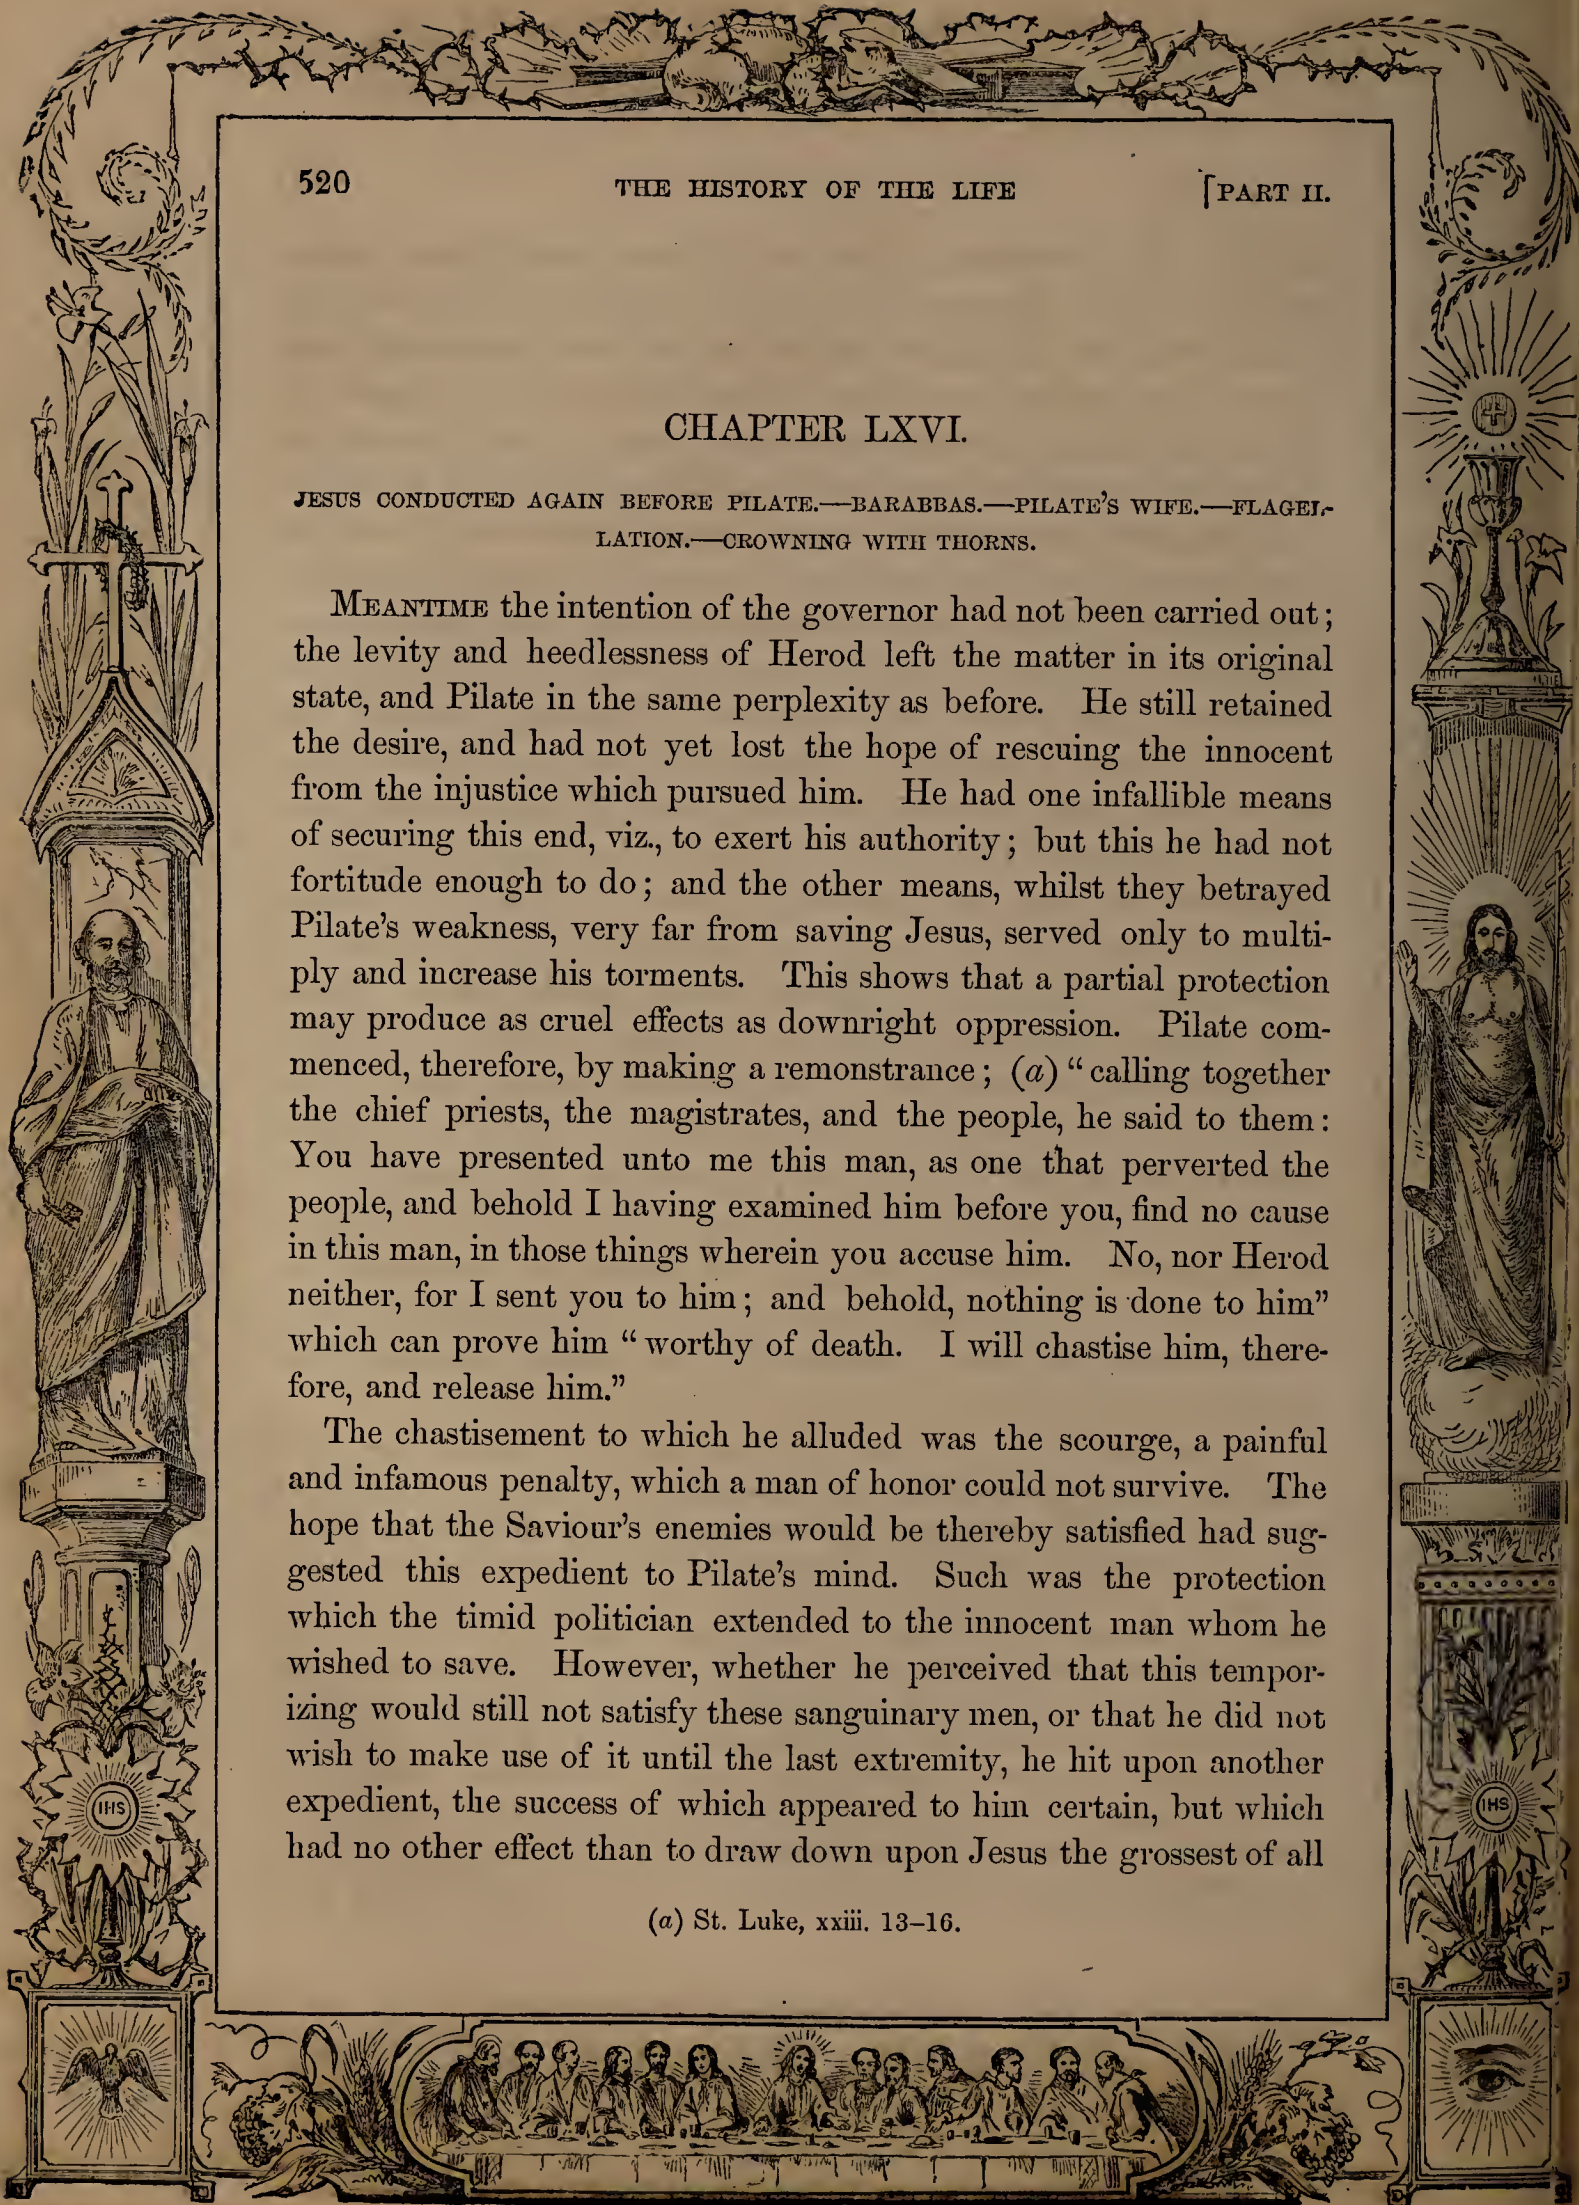 520 THE HISTORY OF THE LIFE [PART II.
CHAPTER LXVI.
JESUS CONDUCTED AGAIN BEFORE PILATE.—BARABBAS.—PILATE'S WIFE.—FLAGEL-
LATION.—CROWNING WITH THORNS.
MEANTIME the intention of the governor had not been carried out;
the levity and heedlessness of Herod left the matter in its original
state, and Pilate in the same perplexity as before. He still retained
the desire, and had not yet lost the hope of rescuing the innocent
from the injustice which pursued him. He had one infallible means
of securing this end, viz., to exert his authority; but this he had not
fortitude enough to do; and the other means, whilst they betrayed
Pilate's weakness, very far from saving Jesus, served only to multi-
ply and increase his torments. This shows that a partial protection
may produce as cruel effects as downright oppression. Pilate com-
menced, therefore, by making a remonstrance; (a) "calling together
the chief priests, the magistrates, and the people, he said to them:
You have presented unto me this man, as one that perverted the
people, and behold I having examined him before you, find no cause
in this man, in those things wherein you accuse him. No, nor Herod
neither, for I sent you to him; and behold, nothing is done to him"
which can prove him "worthy of death. I will chastise him, there-
fore, and release him."
The chastisement to which he alluded was the scourge, a painful
and infamous penalty, which a man of honor could not survive. The
hope that the Saviour's enemies would be thereby satisfied had sug-
gested this expedient to Pilate's mind. Such was the protection
which the timid politician extended to the innocent man whom he
wished to save. However, whether he perceived that this tempor-
izing would still not satisfy these sanguinary men, or that he did not
wish to make use of it until the last extremity, he hit upon another
expedient, the success of which appeared to him certain, but which
had no other effect than to draw down upon Jesus the grossest of all
(a) St. Luke, xxiii. 13–16.
IHS
IHS